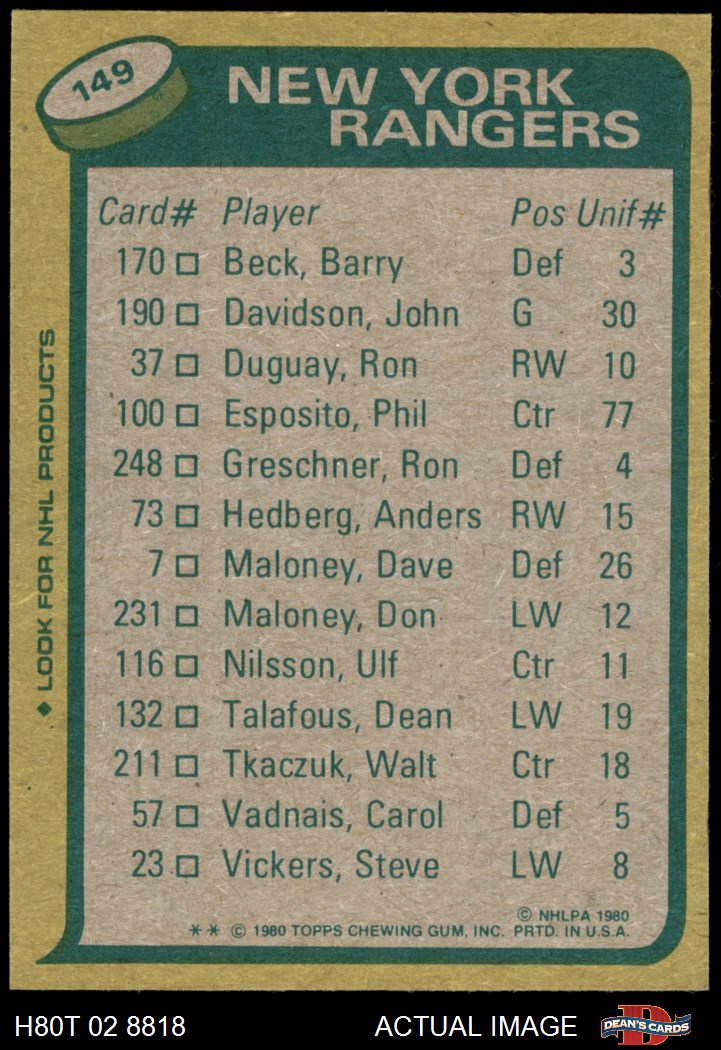 149
NEW YORK
RANGERS
Card# Player Pos Unif#
170 □ Beck, Barry Def 3
190 □ Davidson, John G 30
37 □ Duguay, Ron RW 10
100 □ Esposito, Phil Ctr 77
248 □ Greschner, Ron Def 4
73 □ Hedberg, Anders RW 15
7 □ Maloney, Dave Def 26
231 □ Maloney, Don LW 12
116 □ Nilsson, Ulf Ctr 11
132 □ Talafous, Dean LW 19
211 □ Tkaczuk, Walt Ctr 18
57 □ Vadnais, Carol Def 5
23 □ Vickers, Steve LW 8
© NHLPA 1980
** © 1980 TOPPS CHEWING GUM, INC. PRTD. IN U.S.A.
◆ LOOK FOR NHL PRODUCTS
H80T 02 8818 ACTUAL IMAGE
D
DEAN'S CARDS